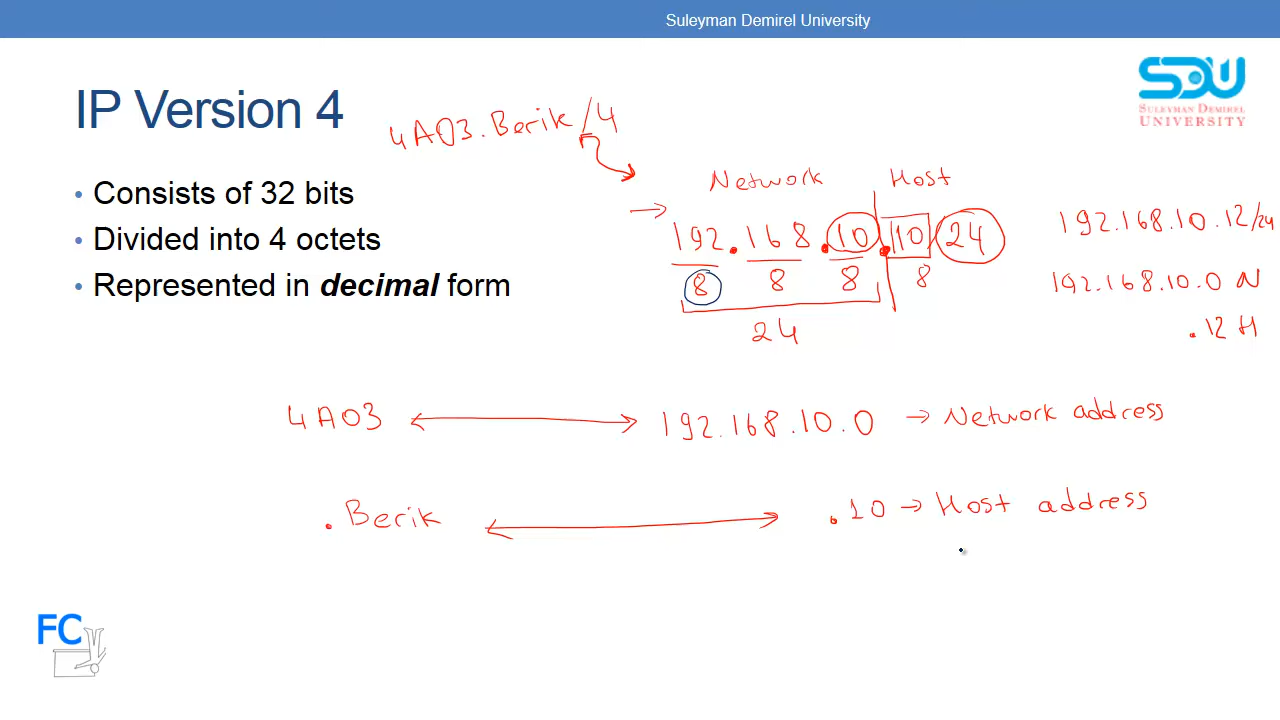 Suleyman Demirel University
SDU
SULEYMAN DEMIREL
UNIVERSITY
IP Version 4
4A03.Berik/4
• Consists of 32 bits
• Divided into 4 octets
• Represented in decimal form
Network Host
192.168.10.10 24
8 8 8 8
24
192.168.10.12/24
192.168.10.0 N
.12 H
4A03 ↔ 192.168.10.0 → Network address
.Berik ↔ .10 → Host address
FC